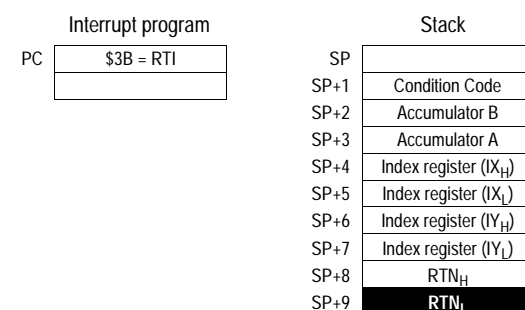 Interrupt program
PC $3B = RTI
Stack
SP
SP+1 Condition Code
SP+2 Accumulator B
SP+3 Accumulator A
SP+4 Index register (IXH)
SP+5 Index register (IXL)
SP+6 Index register (IYH)
SP+7 Index register (IYL)
SP+8 RTNH
SP+9 RTNL